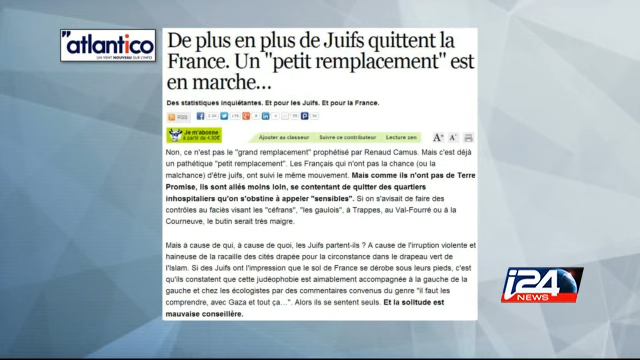 atlantico
UN VENT NOUVEAU SUR L'INFO
De plus en plus de Juifs quittent la
France. Un "petit remplacement" est
en marche...
Des statistiques inquiétantes. Et pour les Juifs. Et pour la France.
RSS
Je m'abonne
à partir de 4,90€
Ajouter au classeur
Suivre ce contributeur
Lecture zen
A+
A-
Non, ce n'est pas le "grand remplacement" prophétisé par Renaud Camus. Mais c'est déjà
un pathétique "petit remplacement". Les Français qui n'ont pas la chance (ou la
malchance) d'être juifs, ont suivi le même mouvement. Mais comme ils n'ont pas de Terre
Promise, ils sont allés moins loin, se contentant de quitter des quartiers
inhospitaliers qu'on s'obstine à appeler "sensibles". Si on s'avisait de faire des
contrôles au faciès visant les "céfrans", "les gaulois", à Trappes, au Val-Fourré ou à la
Courneuve, le butin serait très maigre.
Mais à cause de qui, à cause de quoi, les Juifs partent-ils ? A cause de l'irruption violente et
haineuse de la racaille des cités drapée pour la circonstance dans le drapeau vert de
l'Islam. Si des Juifs ont l'impression que le sol de France se dérobe sous leurs pieds, c'est
qu'ils constatent que cette judéophobie est aimablement accompagnée à la gauche de la
gauche et chez les écologistes par des commentaires convenus du genre "il faut les
comprendre, avec Gaza et tout ça…". Alors ils se sentent seuls. Et la solitude est
mauvaise conseillère.
i24
NEWS